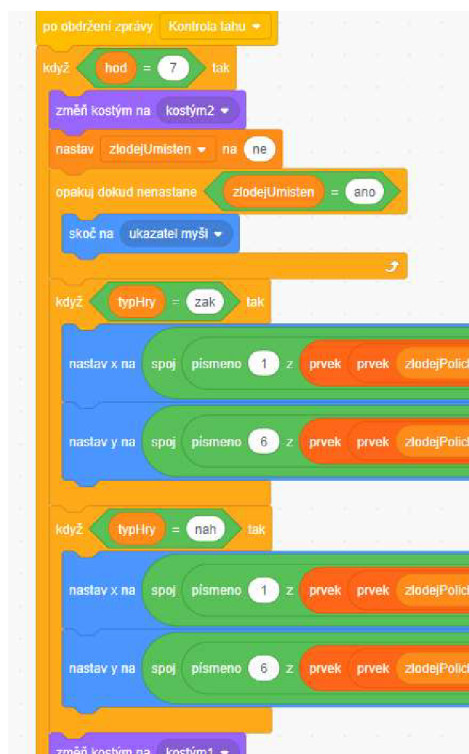 po obdržení zprávy Kontrola tahu
když hod = 7 tak
změň kostým na kostým2
nastav zlodejUmisten na ne
opakuj dokud nenastane zlodejUmisten = ano
skoč na ukazatel myši
když typHry = zak tak
nastav x na spoj písmeno 1 z prvek prvek zlodejPolic
nastav y na spoj písmeno 6 z prvek prvek zlodejPolic
když typHry = nah tak
nastav x na spoj písmeno 1 z prvek prvek zlodejPolic
nastav y na spoj písmeno 6 z prvek prvek zlodejPolic
změň kostým na kostým1